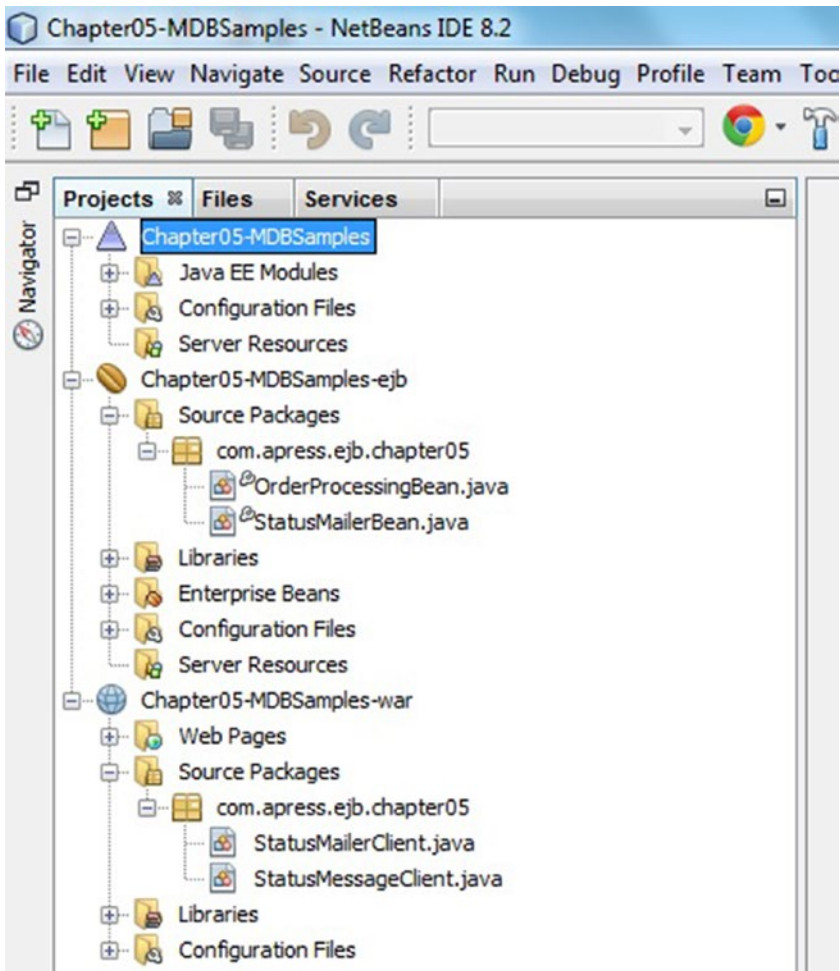 Chapter05-MDBSamples - NetBeans IDE 8.2
File Edit View Navigate Source Refactor Run Debug Profile Team Too
Projects Files Services
Navigator
Chapter05-MDBSamples
Java EE Modules
Configuration Files
Server Resources
Chapter05-MDBSamples-ejb
Source Packages
com.apress.ejb.chapter05
OrderProcessingBean.java
StatusMailerBean.java
Libraries
Enterprise Beans
Configuration Files
Server Resources
Chapter05-MDBSamples-war
Web Pages
Source Packages
com.apress.ejb.chapter05
StatusMailerClient.java
StatusMessageClient.java
Libraries
Configuration Files